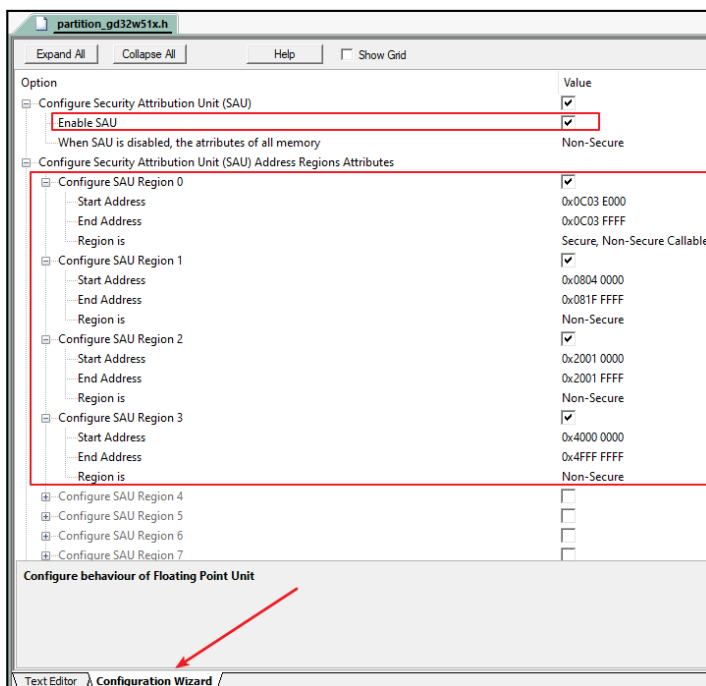 partition_gd32w51x.h
Expand All Collapse All Help Show Grid
Option Value
Configure Security Attribution Unit (SAU)
Enable SAU
When SAU is disabled, the atrributes of all memory Non-Secure
Configure Security Attribution Unit (SAU) Address Regions Attributes
Configure SAU Region 0
Start Address 0x0C03 E000
End Address 0x0C03 FFFF
Region is Secure, Non-Secure Callable
Configure SAU Region 1
Start Address 0x0804 0000
End Address 0x081F FFFF
Region is Non-Secure
Configure SAU Region 2
Start Address 0x2001 0000
End Address 0x2001 FFFF
Region is Non-Secure
Configure SAU Region 3
Start Address 0x4000 0000
End Address 0x4FFF FFFF
Region is Non-Secure
Configure SAU Region 4
Configure SAU Region 5
Configure SAU Region 6
Configure SAU Region 7
Configure behaviour of Floating Point Unit
Text Editor Configuration Wizard